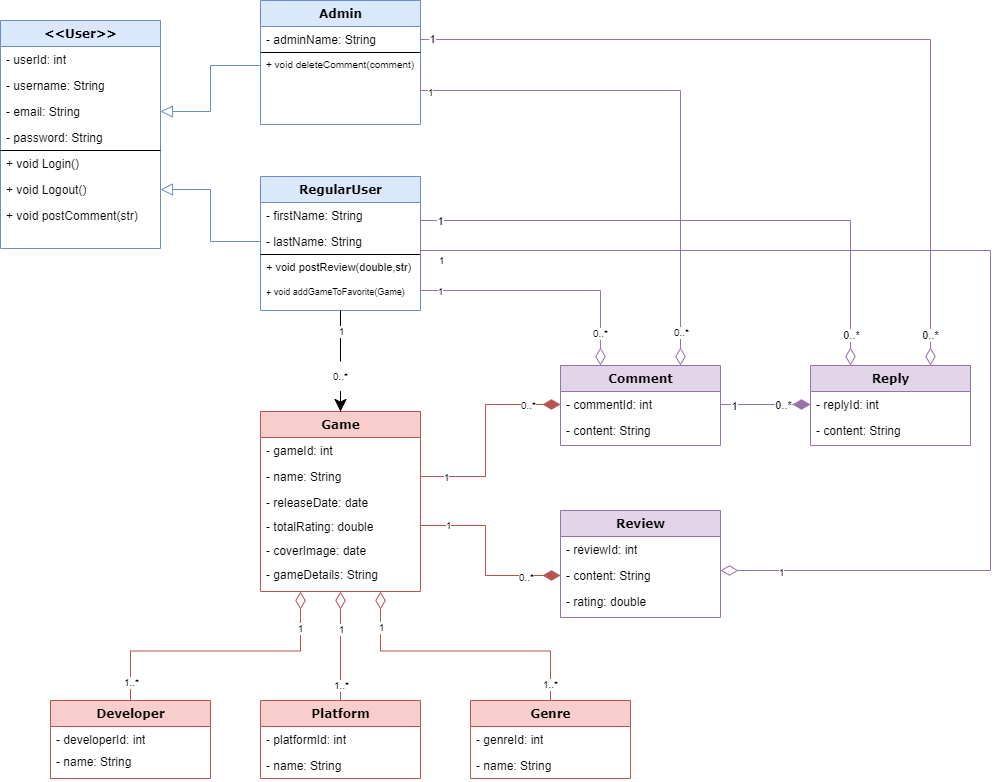 <<User>>
- userId: int
- username: String
- email: String
- password: String
+ void Login()
+ void Logout()
+ void postComment(str)
Admin
- adminName: String
+ void deleteComment(comment)
1
1
RegularUser
- firstName: String
- lastName: String
+ void postReview(double,str)
+ void addGameToFavorite(Game)
1
1
1
1
0..*
0..*
0..*
0..*
0..*
Comment
- commentId: int
- content: String
1
0..*
Reply
- replyId: int
- content: String
Game
- gameId: int
- name: String
- releaseDate: date
- totalRating: double
- coverImage: date
- gameDetails: String
0..*
1
1
0..*
Review
- reviewId: int
- content: String
- rating: double
1
1
1
1
1..*
1..*
1..*
Developer
- developerId: int
- name: String
Platform
- platformId: int
- name: String
Genre
- genreId: int
- name: String